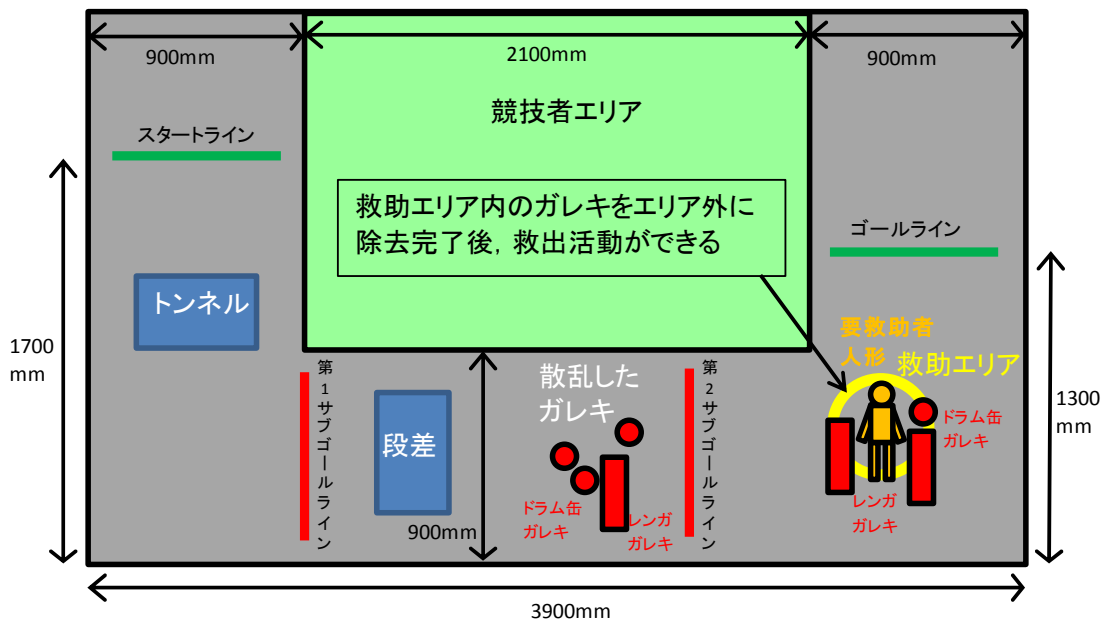 900mm
2100mm
900mm
競技者エリア
スタートライン
救助エリア内のガレキをエリア外に
除去完了後，救出活動ができる
ゴールライン
トンネル
1700
mm
要救助者
人形
救助エリア
第1サブゴールライン
散乱した
ガレキ
第2サブゴールライン
1300
mm
段差
ドラム缶
ガレキ
ドラム缶
ガレキ
レンガ
ガレキ
レンガ
ガレキ
900mm
3900mm